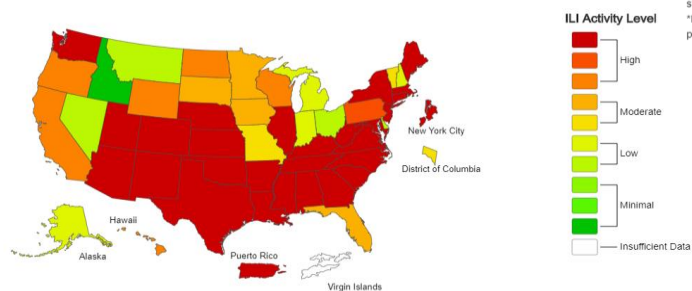 ILI Activity Level
High
Moderate
Low
Minimal
Insufficient Data
New York City
District of Columbia
Hawaii
Alaska
Puerto Rico
Virgin Islands
s
*
p